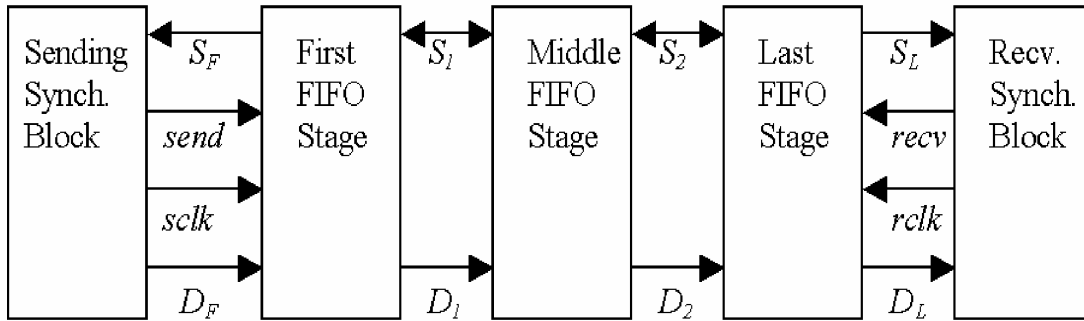 Sending
Synch.
Block
S_F
send
sclk
D_F
First
FIFO
Stage
S_1
D_1
Middle
FIFO
Stage
S_2
D_2
Last
FIFO
Stage
S_L
recv
rclk
D_L
Recv.
Synch.
Block